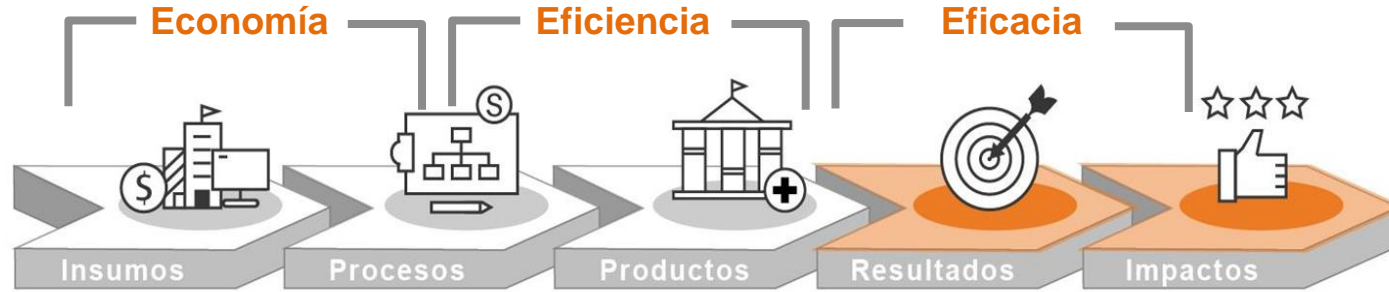 Economía Eficiencia Eficacia
S
$
Insumos Procesos Productos Resultados Impactos